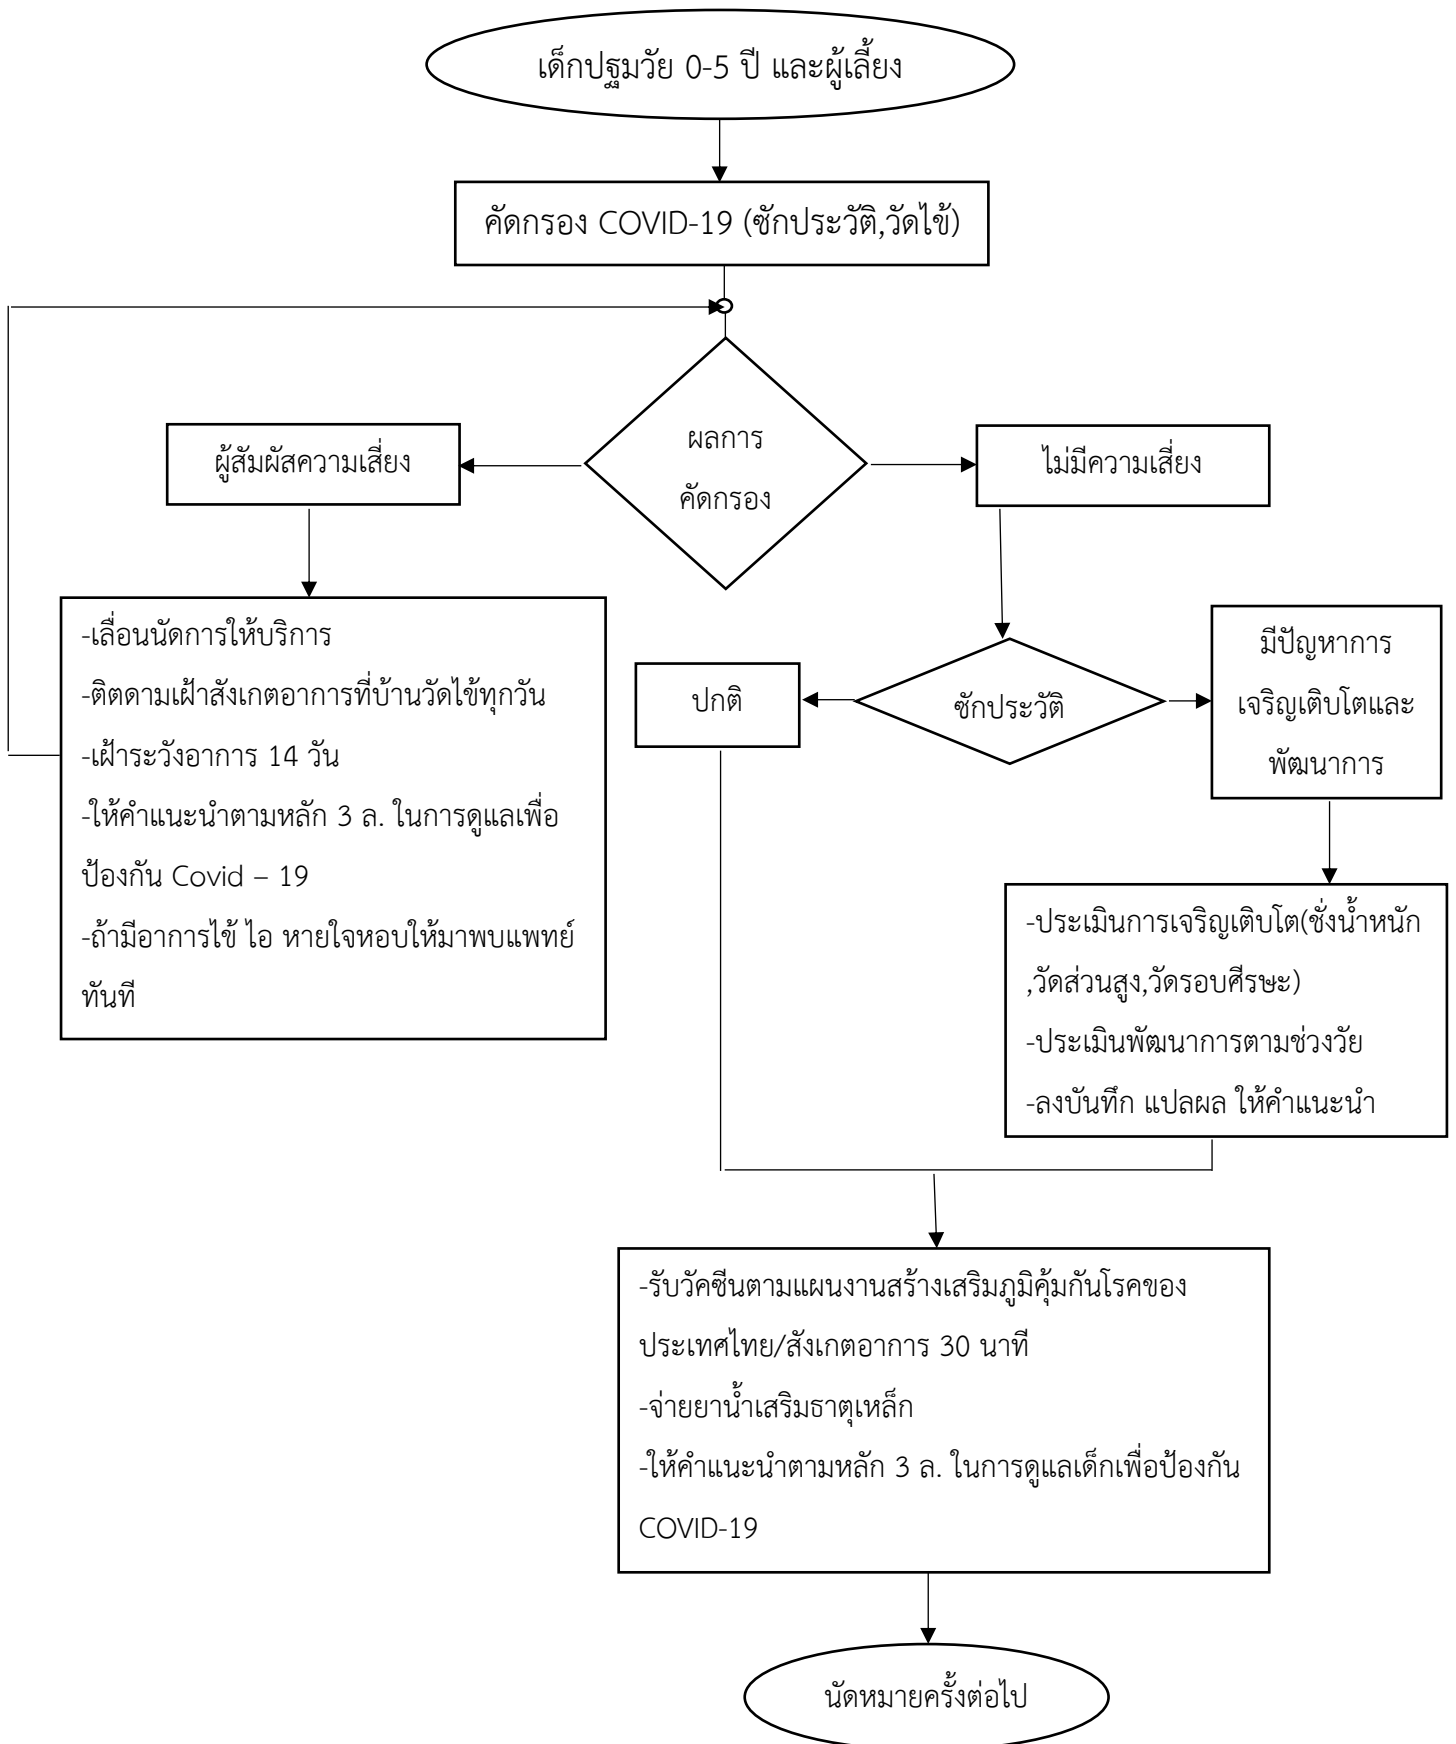 เด็กปฐมวัย 0-5 ปี และผู้เลี้ยง
คัดกรอง COVID-19 (ซักประวัติ,วัดไข้)
ผลการ
คัดกรอง
ผู้สัมผัสความเสี่ยง
ไม่มีความเสี่ยง
-เลื่อนนัดการให้บริการ
-ติตดามเฝ้าสังเกตอาการที่บ้านวัดไข้ทุกวัน
-เฝ้าระวังอาการ 14 วัน
-ให้คำแนะนำตามหลัก 3 ล. ในการดูแลเพื่อ
ป้องกัน Covid – 19
-ถ้ามีอาการไข้ ไอ หายใจหอบให้มาพบแพทย์
ทันที
ปกติ
ซักประวัติ
มีปัญหาการ
เจริญเติบโตและ
พัฒนาการ
-ประเมินการเจริญเติบโต(ชั่งน้ำหนัก
,วัดส่วนสูง,วัดรอบศีรษะ)
-ประเมินพัฒนาการตามช่วงวัย
-ลงบันทึก แปลผล ให้คำแนะนำ
-รับวัคซีนตามแผนงานสร้างเสริมภูมิคุ้มกันโรคของ
ประเทศไทย/สังเกตอาการ 30 นาที
-จ่ายยาน้ำเสริมธาตุเหล็ก
-ให้คำแนะนำตามหลัก 3 ล. ในการดูแลเด็กเพื่อป้องกัน
COVID-19
นัดหมายครั้งต่อไป